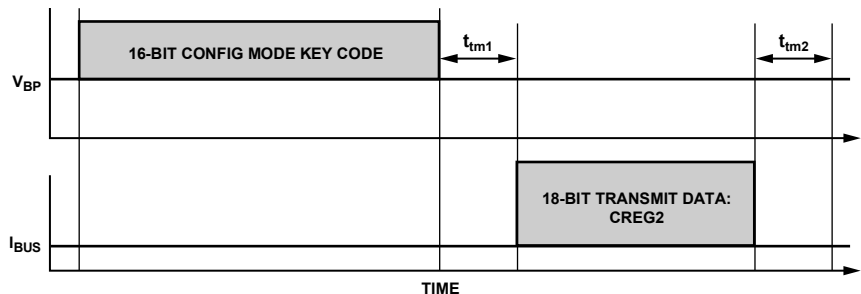 16-BIT CONFIG MODE KEY CODE
t_tm1
t_tm2
V_BP
18-BIT TRANSMIT DATA:
CREG2
I_BUS
TIME